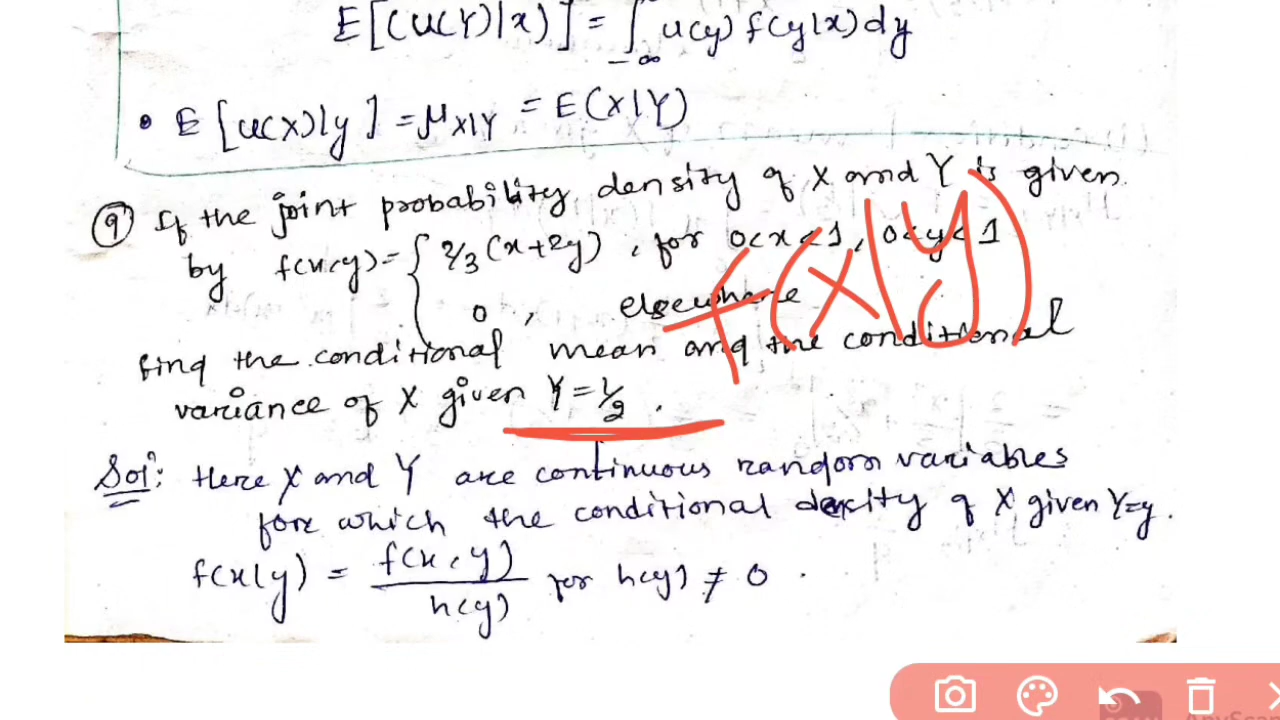 E[(u(Y)|x)] = ∫_{-∞}^{∞} u(y) f(y|x) dy
• E[u(x)|y] = μ_{X|Y} = E(X|Y)
(9) If the joint probability density of X and Y is given
by f(x,y) = { 2/3 (x+2y), for 0<x<1, 0<y<1
0, elsewhere
f(x|y)
find the conditional mean and the conditional
variance of X given Y = 1/2.
Sol:  Here X and Y are continuous random variables
for which the conditional density of X given Y=y.
f(x|y) = f(x,y) / h(y) for h(y) ≠ 0.